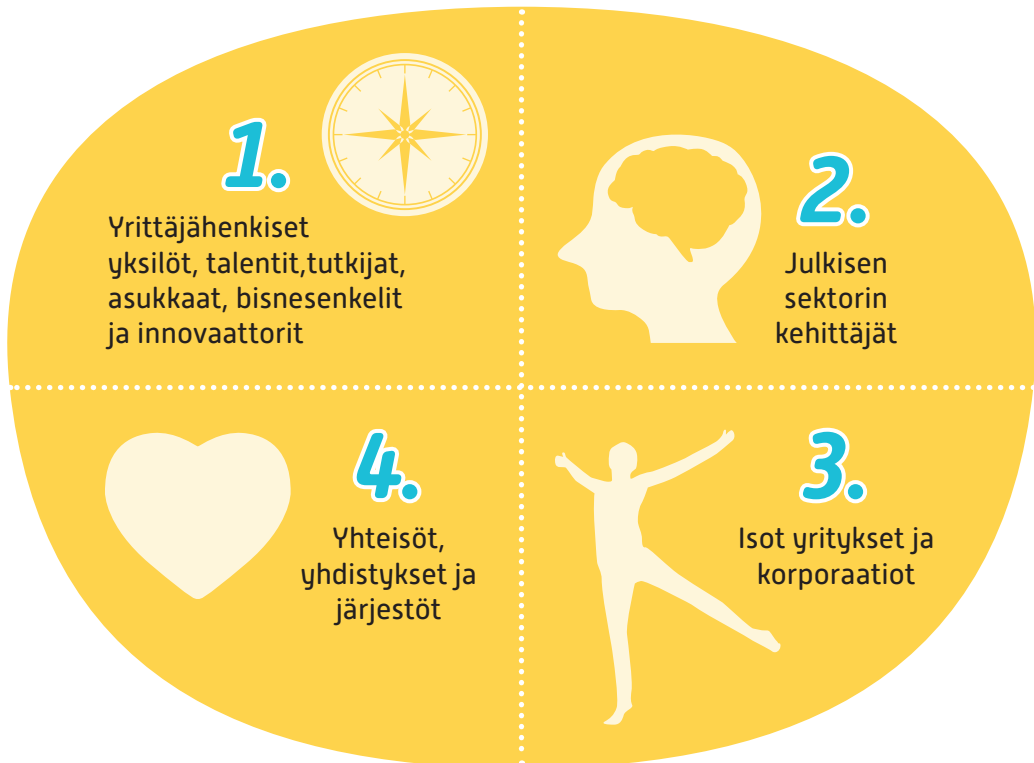 1.
Yrittäjähenkiset
yksilöt, talentit,tutkijat,
asukkaat, bisnesenkelit
ja innovaattorit
2.
Julkisen
sektorin
kehittäjät
3.
Isot yritykset ja
korporaatiot
4.
Yhteisöt,
yhdistykset ja
järjestöt